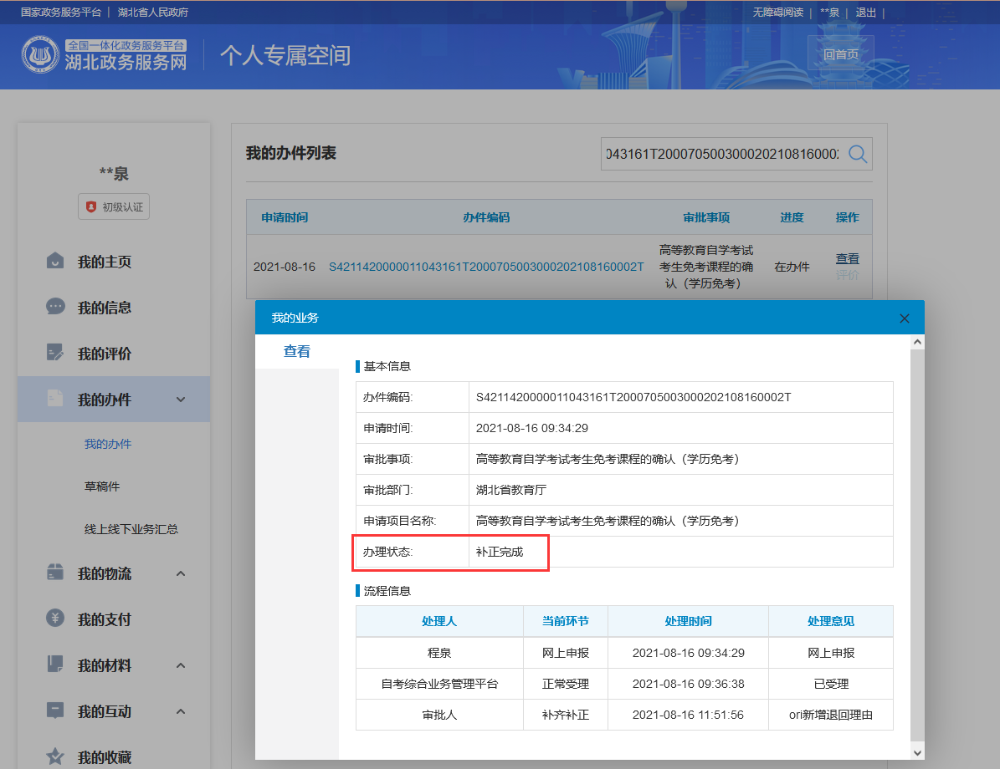 国家政务服务平台 | 湖北省人民政府
无障碍阅读 | **泉 | 退出 |
全国一体化政务服务平台
湖北政务服务网
个人专属空间
回首页
**泉
初级认证
我的主页
我的信息
我的评价
我的办件
我的办件
草稿件
线上线下业务汇总
我的物流
我的支付
我的材料
我的互动
我的收藏
我的办件列表
043161T2000705003000202108160002
申请时间 办件编码 审批事项 进度 操作
2021-08-16 S4211420000011043161T2000705003000202108160002T 高等教育自学考试
考生免考课程的确
认（学历免考） 在办件 查看
评价
我的业务
查看
基本信息
办件编码: S4211420000011043161T2000705003000202108160002T
申请时间: 2021-08-16 09:34:29
审批事项: 高等教育自学考试考生免考课程的确认（学历免考）
审批部门: 湖北省教育厅
申请项目名称: 高等教育自学考试考生免考课程的确认（学历免考）
办理状态: 补正完成
流程信息
处理人 当前环节 处理时间 处理意见
程泉 网上申报 2021-08-16 09:34:29 网上申报
自考综合业务管理平台 正常受理 2021-08-16 09:36:38 已受理
审批人 补齐补正 2021-08-16 11:51:56 ori新增退回理由